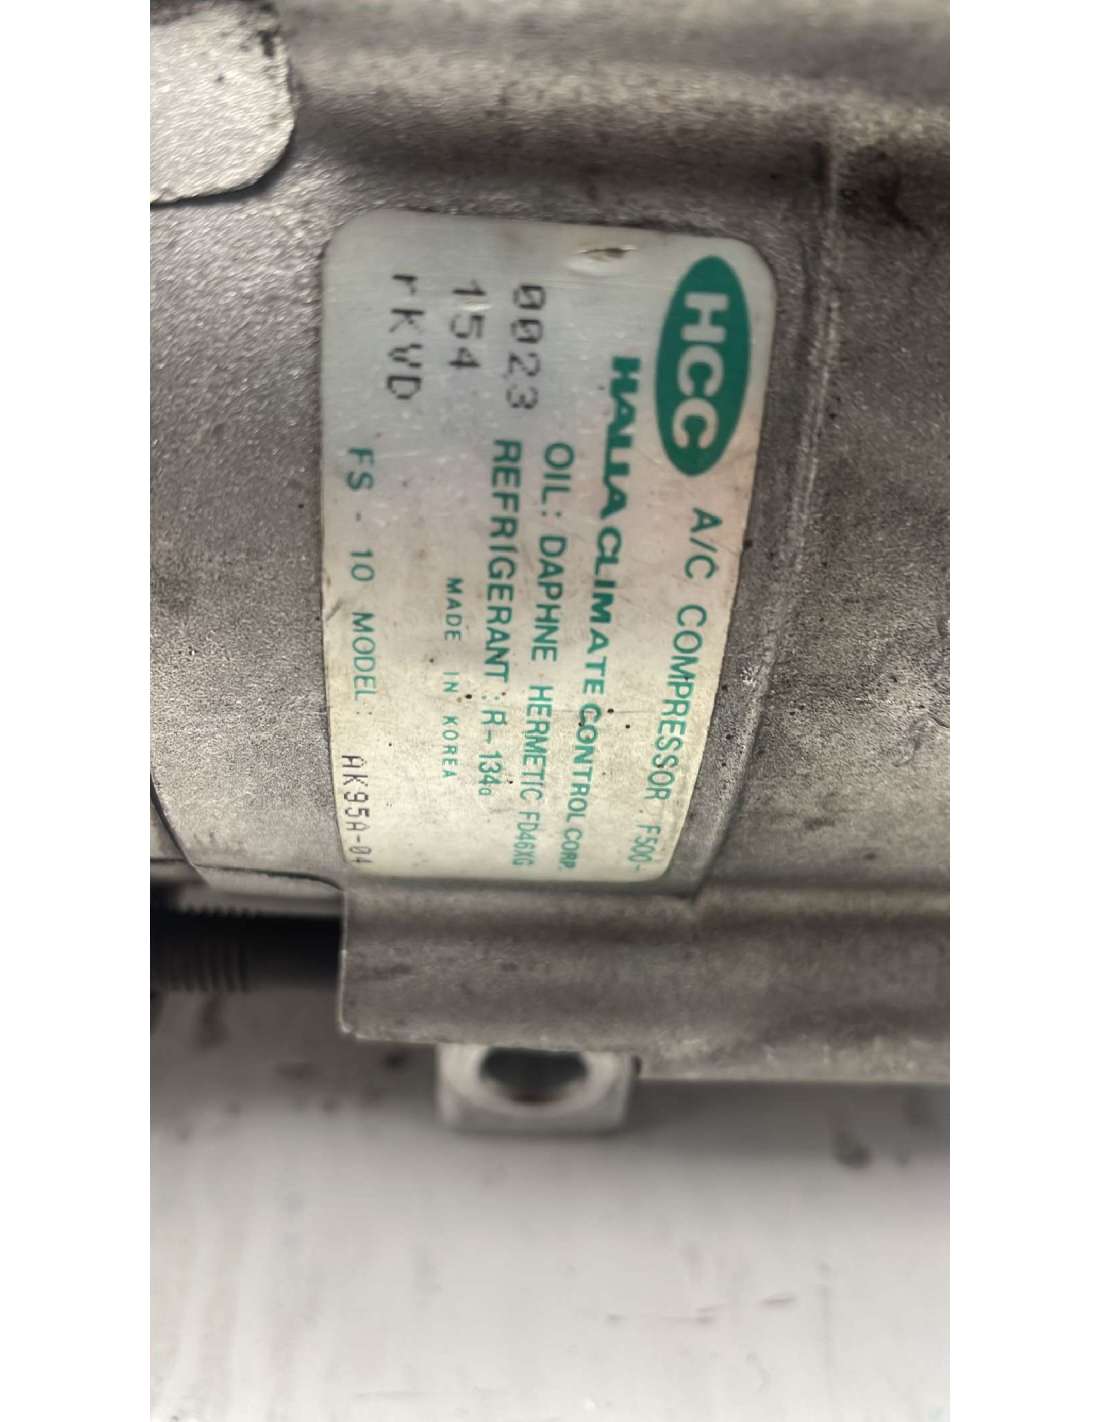 HCC A/C COMPRESSOR . F500-
HALLA CLIMATE CONTROL CORP.
OIL: DAPHNE HERMETIC FD46XG
0023 REFRIGERANT : R-134a
154 MADE IN KOREA
rKVD
FS - 10 MODEL : AK95A-04